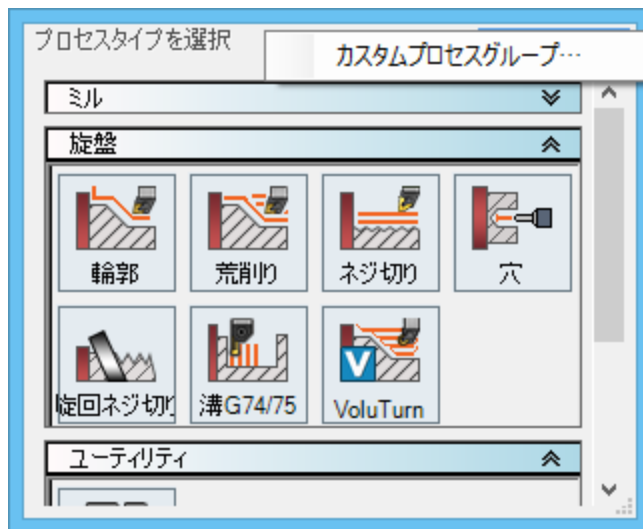 プロセスタイプを選択
カスタムプロセスグループ…
ミル
旋盤
輪郭
荒削り
ネジ切り
穴
旋回ネジ切り
溝G74/75
V
VoluTurn
ユーティリティ